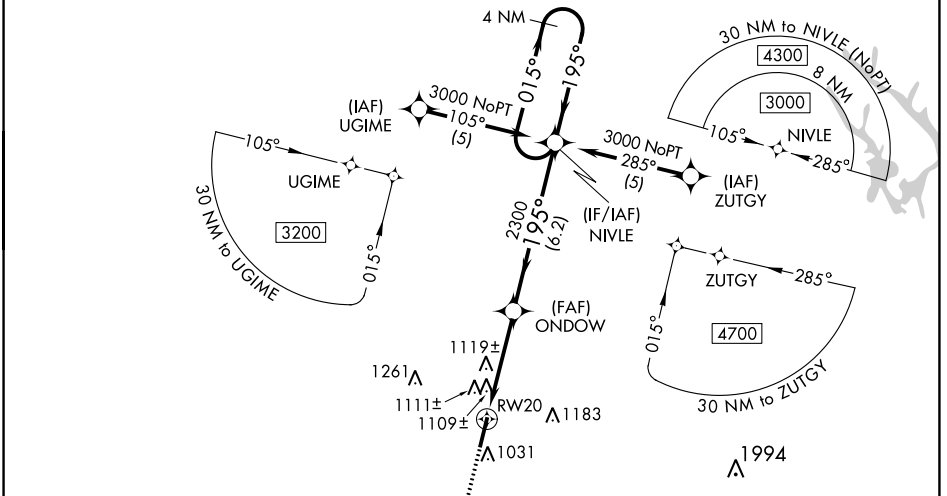 4 NM
015°
195°
30 NM to NIVLE (NoPT)
4300
8 NM
3000
105°
NIVLE
285°
(IAF)
UGIME
3000 NoPT
105°
(5)
3000 NoPT
285°
(5)
(IAF)
ZUTGY
(IF/IAF)
NIVLE
105°
UGIME
3200
015°
30 NM to UGIME
2300
195°
(6.2)
(FAF)
ONDOW
ZUTGY
285°
015°
4700
30 NM to ZUTGY
1119±
1261
1111±
1109±
RW20
1183
1031
1994